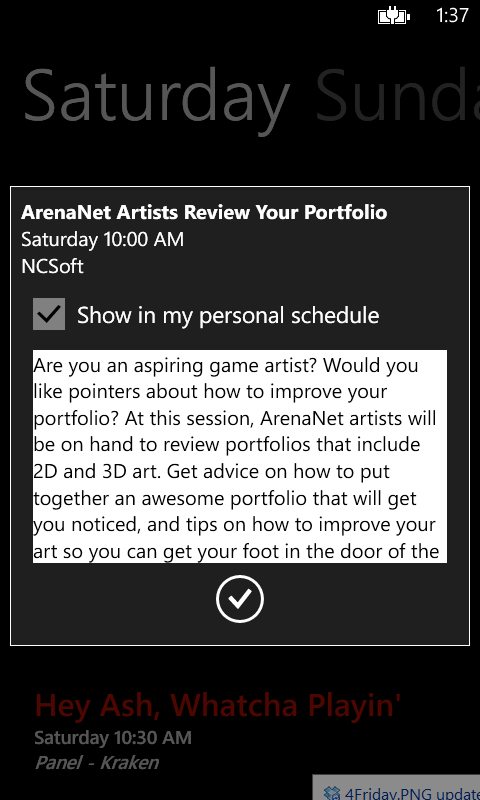 1:37
Saturday Sunda
ArenaNet Artists Review Your Portfolio
Saturday 10:00 AM
NCSoft
Show in my personal schedule
Are you an aspiring game artist? Would you
like pointers about how to improve your
portfolio? At this session, ArenaNet artists will
be on hand to review portfolios that include
2D and 3D art. Get advice on how to put
together an awesome portfolio that will get
you noticed, and tips on how to improve your
art so you can get your foot in the door of the
Hey Ash, Whatcha Playin'
Saturday 10:30 AM
Panel - Kraken
4Friday.PNG update